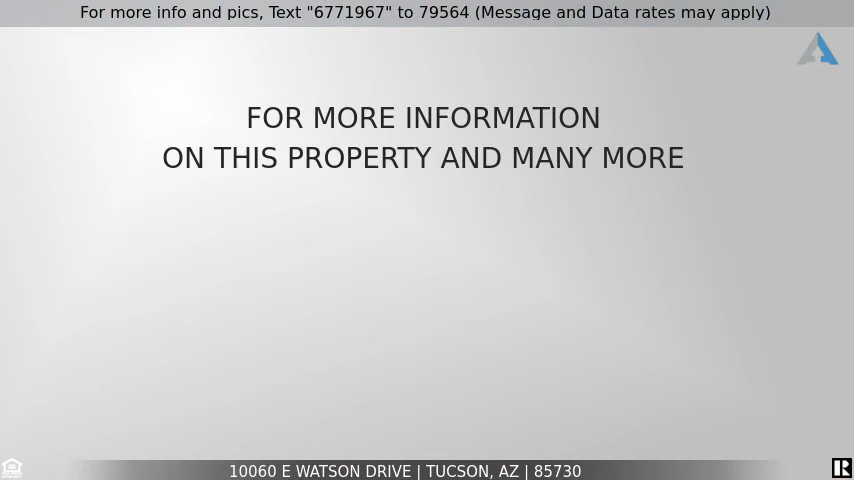 For more info and pics, Text "6771967" to 79564 (Message and Data rates may apply)
FOR MORE INFORMATION
ON THIS PROPERTY AND MANY MORE
10060 E WATSON DRIVE | TUCSON, AZ | 85730